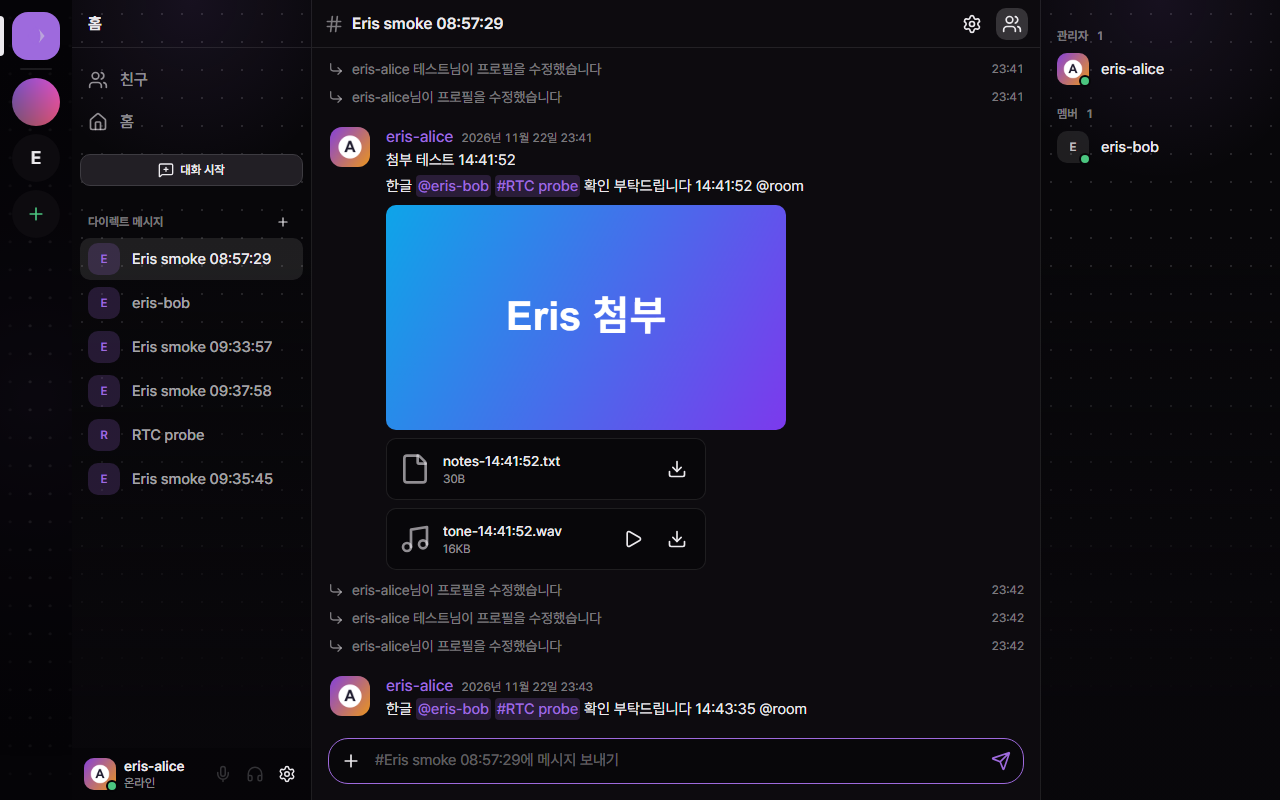 홈
친구
홈
대화 시작
다이렉트 메시지
E Eris smoke 08:57:29
E eris-bob
E Eris smoke 09:33:57
E Eris smoke 09:37:58
R RTC probe
E Eris smoke 09:35:45
E
A eris-alice
온라인
# Eris smoke 08:57:29
eris-alice 테스트님이 프로필을 수정했습니다 23:41
eris-alice님이 프로필을 수정했습니다 23:41
A eris-alice 2026년 11월 22일 23:41
첨부 테스트 14:41:52
한글 @eris-bob #RTC probe 확인 부탁드립니다 14:41:52 @room
Eris 첨부
notes-14:41:52.txt
30B
tone-14:41:52.wav
16KB
eris-alice님이 프로필을 수정했습니다 23:42
eris-alice 테스트님이 프로필을 수정했습니다 23:42
eris-alice님이 프로필을 수정했습니다 23:42
A eris-alice 2026년 11월 22일 23:43
한글 @eris-bob #RTC probe 확인 부탁드립니다 14:43:35 @room
#Eris smoke 08:57:29에 메시지 보내기
관리자 1
A eris-alice
멤버 1
E eris-bob